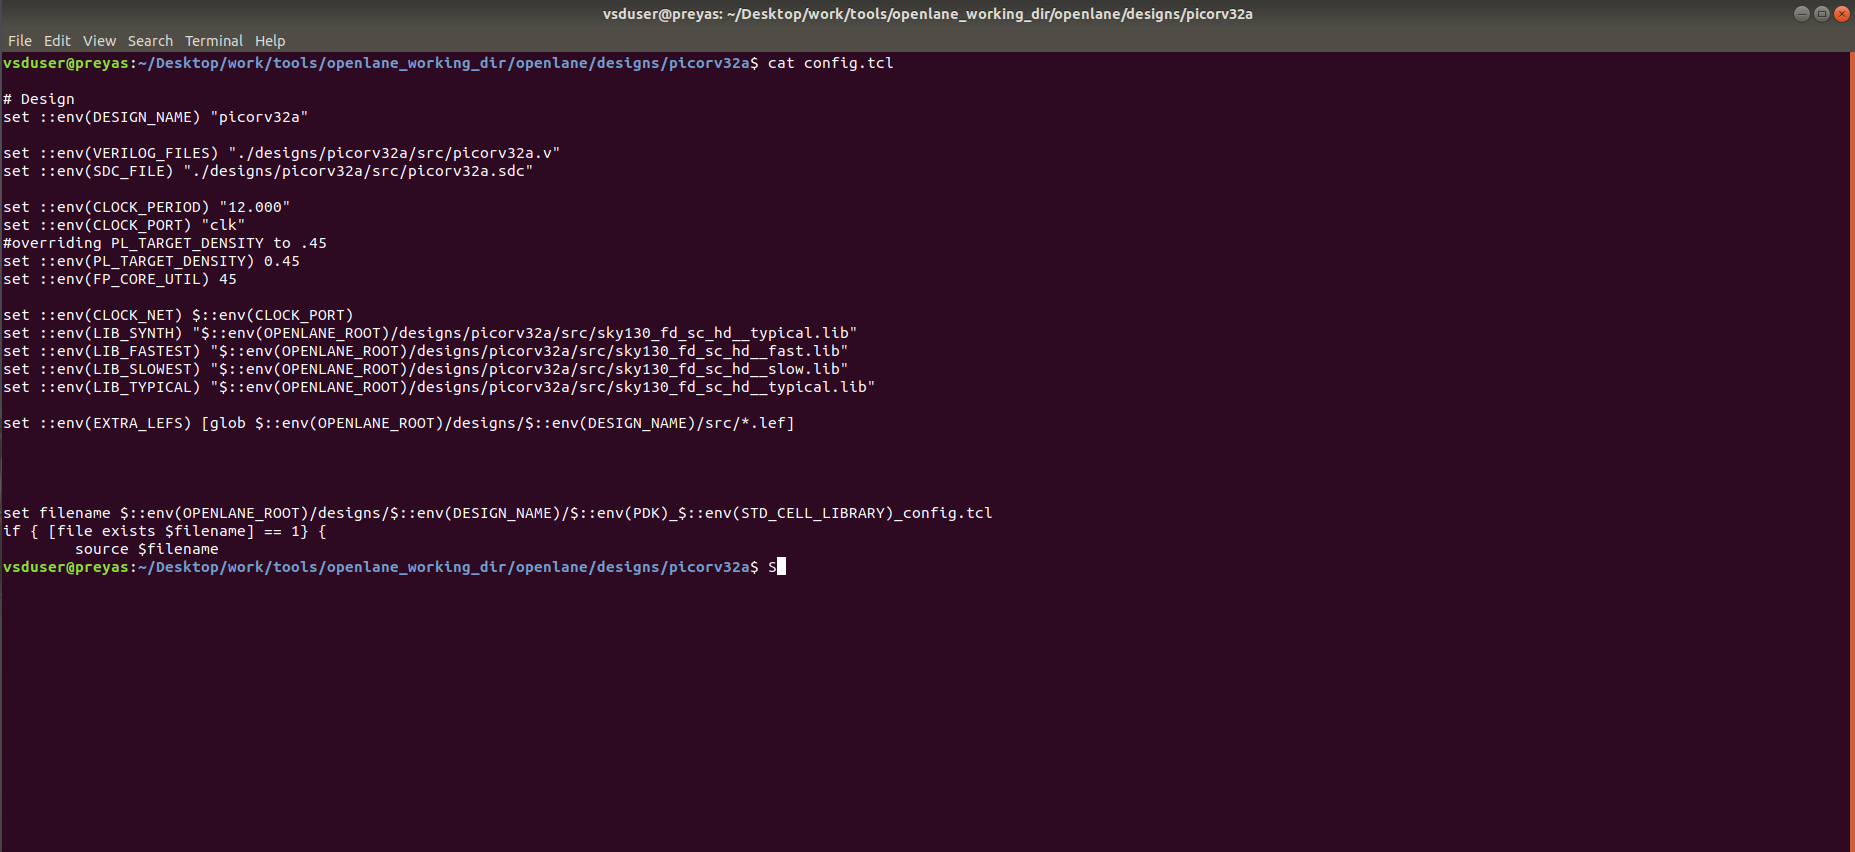 vsduser@preyas: ~/Desktop/work/tools/openlane_working_dir/openlane/designs/picorv32a
File Edit View Search Terminal Help
vsduser@preyas:~/Desktop/work/tools/openlane_working_dir/openlane/designs/picorv32a$ cat config.tcl
# Design
set ::env(DESIGN_NAME) "picorv32a"
set ::env(VERILOG_FILES) "./designs/picorv32a/src/picorv32a.v"
set ::env(SDC_FILE) "./designs/picorv32a/src/picorv32a.sdc"
set ::env(CLOCK_PERIOD) "12.000"
set ::env(CLOCK_PORT) "clk"
#overriding PL_TARGET_DENSITY to .45
set ::env(PL_TARGET_DENSITY) 0.45
set ::env(FP_CORE_UTIL) 45
set ::env(CLOCK_NET) $::env(CLOCK_PORT)
set ::env(LIB_SYNTH) "$::env(OPENLANE_ROOT)/designs/picorv32a/src/sky130_fd_sc_hd__typical.lib"
set ::env(LIB_FASTEST) "$::env(OPENLANE_ROOT)/designs/picorv32a/src/sky130_fd_sc_hd__fast.lib"
set ::env(LIB_SLOWEST) "$::env(OPENLANE_ROOT)/designs/picorv32a/src/sky130_fd_sc_hd__slow.lib"
set ::env(LIB_TYPICAL) "$::env(OPENLANE_ROOT)/designs/picorv32a/src/sky130_fd_sc_hd__typical.lib"
set ::env(EXTRA_LEFS) [glob $::env(OPENLANE_ROOT)/designs/$::env(DESIGN_NAME)/src/*.lef]
set filename $::env(OPENLANE_ROOT)/designs/$::env(DESIGN_NAME)/$::env(PDK)_$::env(STD_CELL_LIBRARY)_config.tcl
if { [file exists $filename] == 1} {
        source $filename
vsduser@preyas:~/Desktop/work/tools/openlane_working_dir/openlane/designs/picorv32a$ S